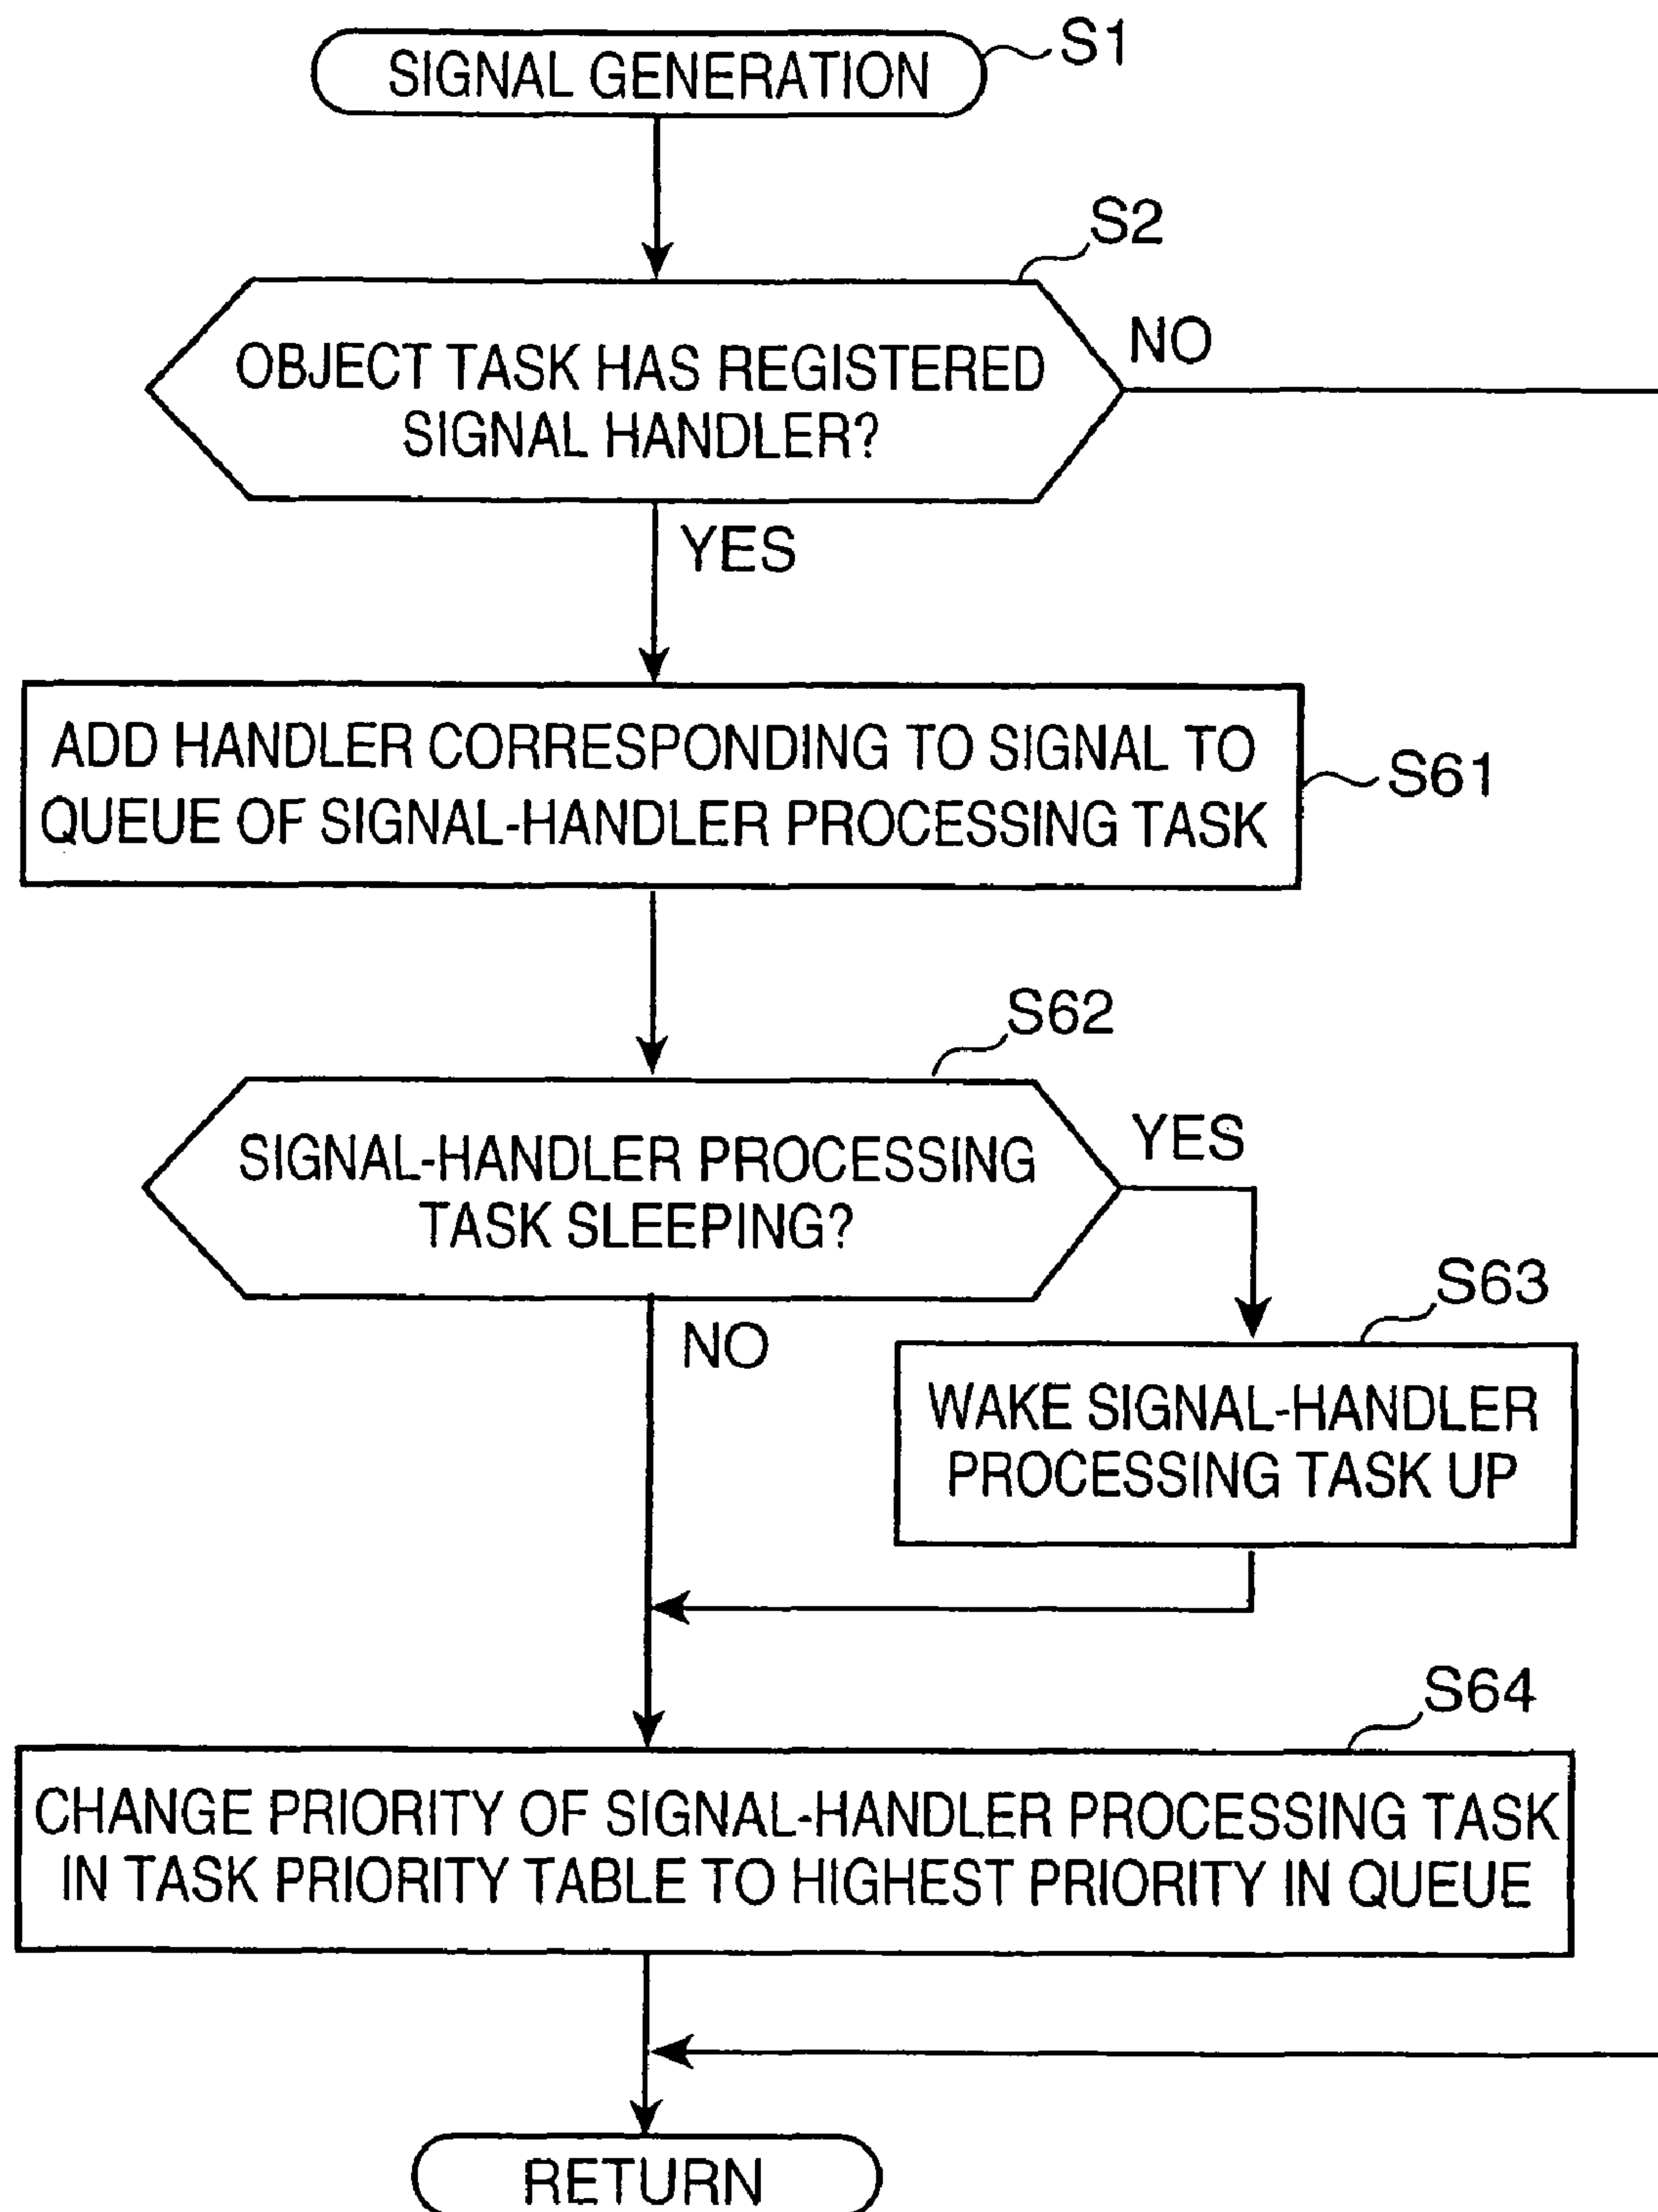 SIGNAL GENERATION
S1
S2
OBJECT TASK HAS REGISTERED
SIGNAL HANDLER?
NO
YES
ADD HANDLER CORRESPONDING TO SIGNAL TO
QUEUE OF SIGNAL-HANDLER PROCESSING TASK
S61
S62
SIGNAL-HANDLER PROCESSING
TASK SLEEPING?
YES
NO
S63
WAKE SIGNAL-HANDLER
PROCESSING TASK UP
S64
CHANGE PRIORITY OF SIGNAL-HANDLER PROCESSING TASK
IN TASK PRIORITY TABLE TO HIGHEST PRIORITY IN QUEUE
RETURN